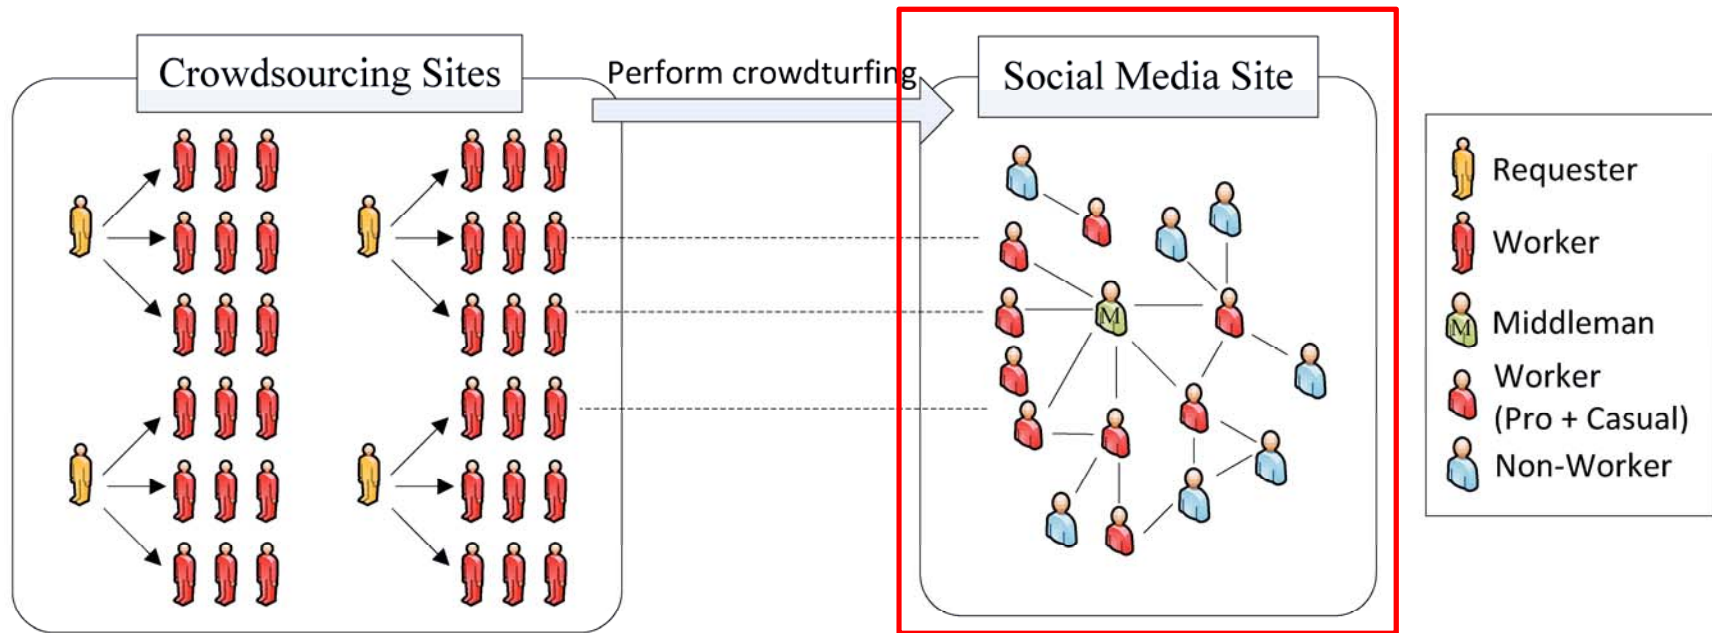 Crowdsourcing Sites
Perform crowdturfing
Social Media Site
M
Requester
Worker
M
Middleman
Worker
(Pro + Casual)
Non-Worker